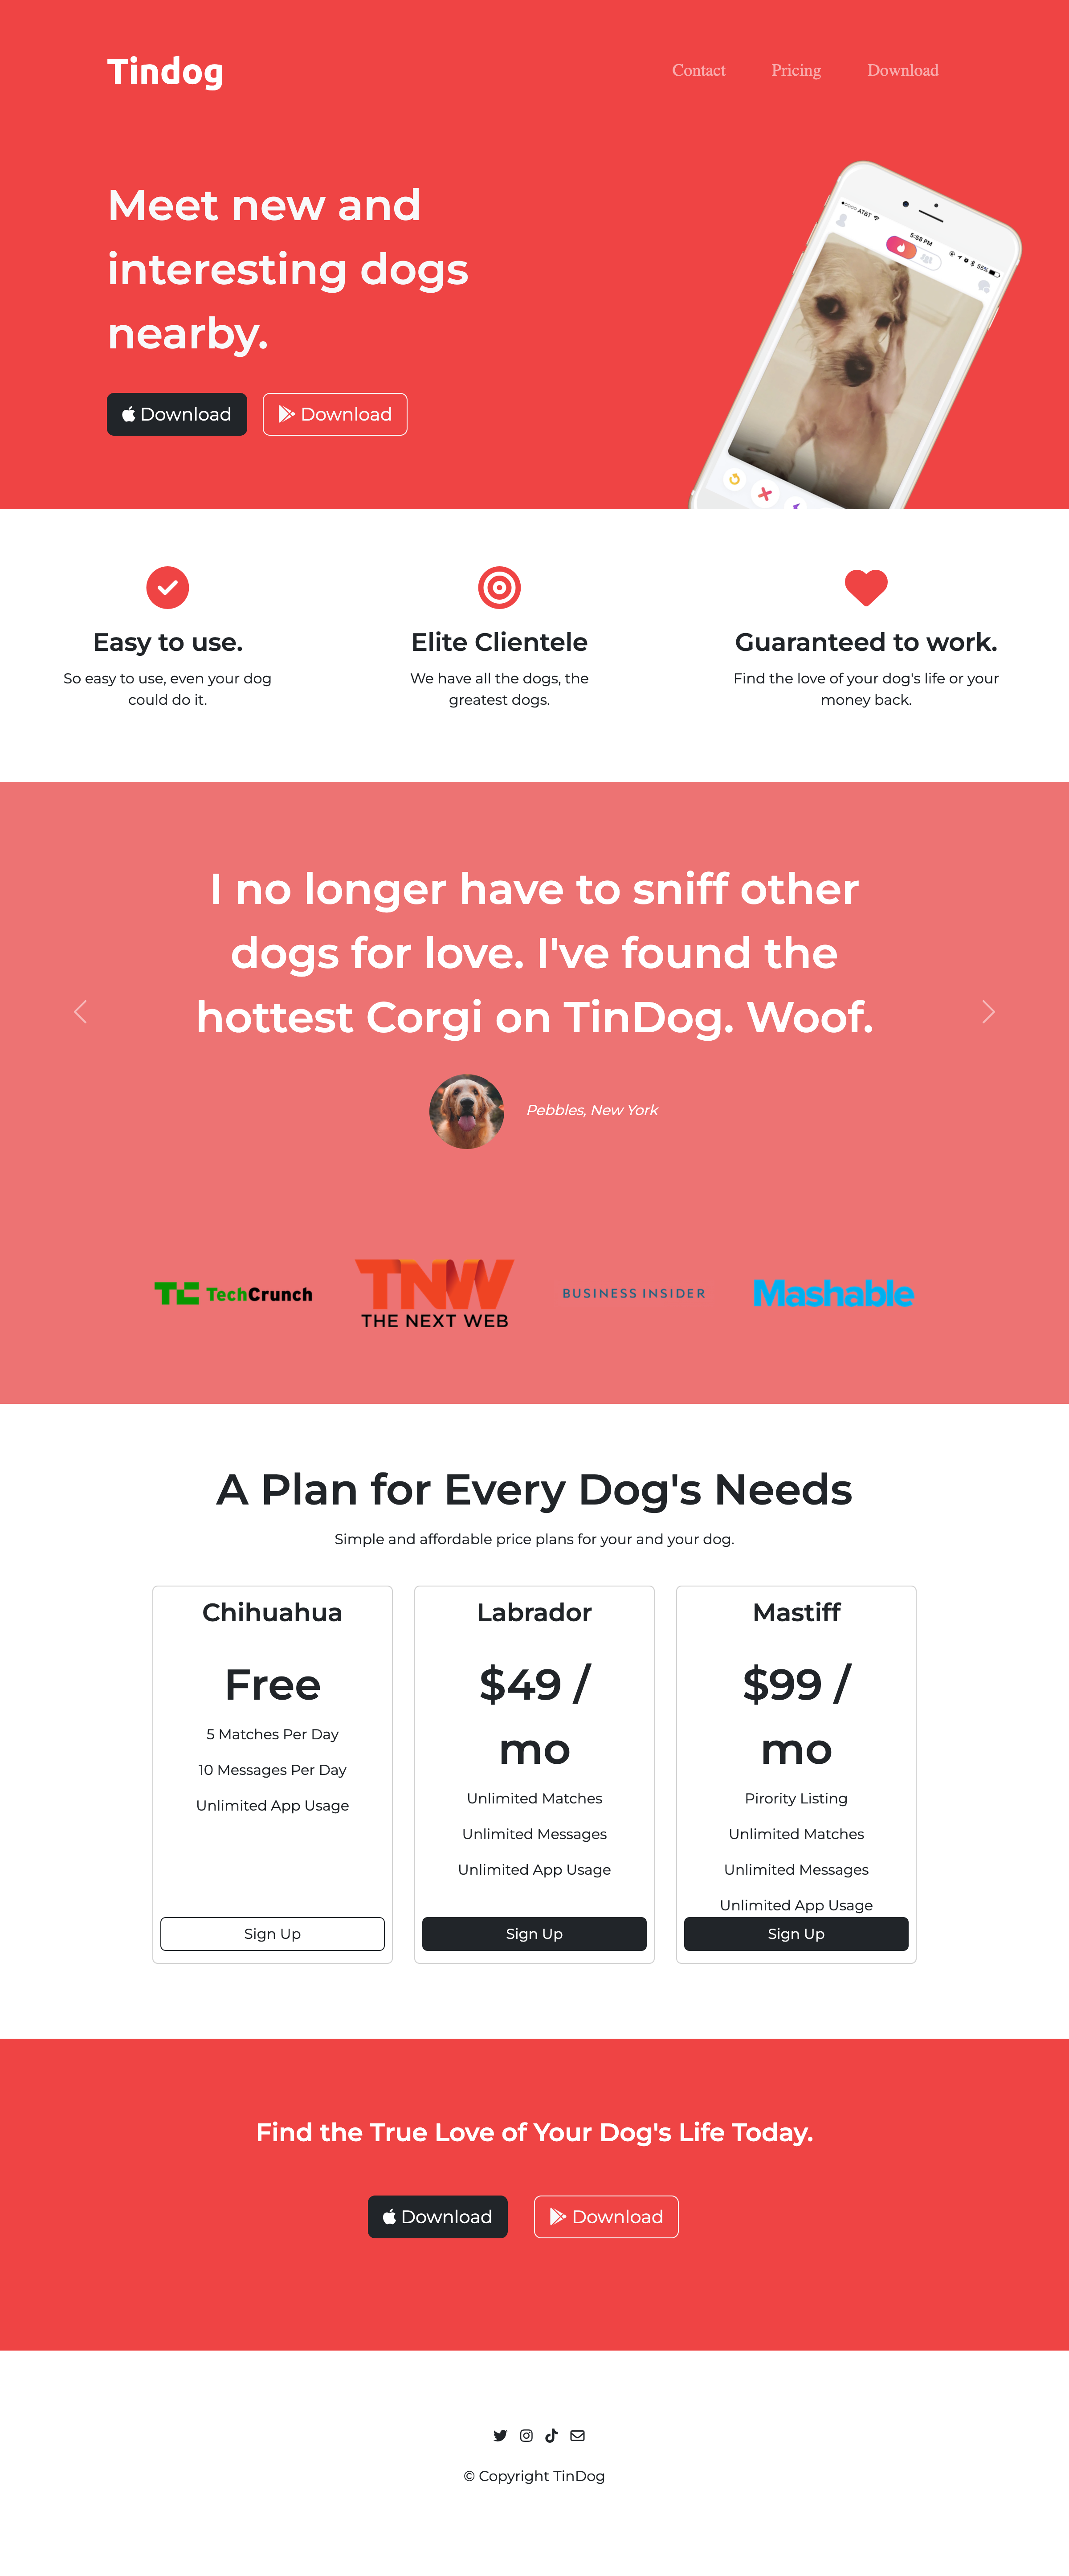 Tindog
Contact Pricing Download
Meet new and
interesting dogs
nearby.
Download Download
AT&T 5:58 PM 55%
Easy to use.
So easy to use, even your dog
could do it.
Elite Clientele
We have all the dogs, the
greatest dogs.
Guaranteed to work.
Find the love of your dog's life or your
money back.
I no longer have to sniff other
dogs for love. I've found the
hottest Corgi on TinDog. Woof.
Pebbles, New York
TC TechCrunch
TNW
THE NEXT WEB
BUSINESS INSIDER
Mashable
A Plan for Every Dog's Needs
Simple and affordable price plans for your and your dog.
Chihuahua
Free
5 Matches Per Day
10 Messages Per Day
Unlimited App Usage
Sign Up
Labrador
$49 /
mo
Unlimited Matches
Unlimited Messages
Unlimited App Usage
Sign Up
Mastiff
$99 /
mo
Pirority Listing
Unlimited Matches
Unlimited Messages
Unlimited App Usage
Sign Up
Find the True Love of Your Dog's Life Today.
Download Download
© Copyright TinDog